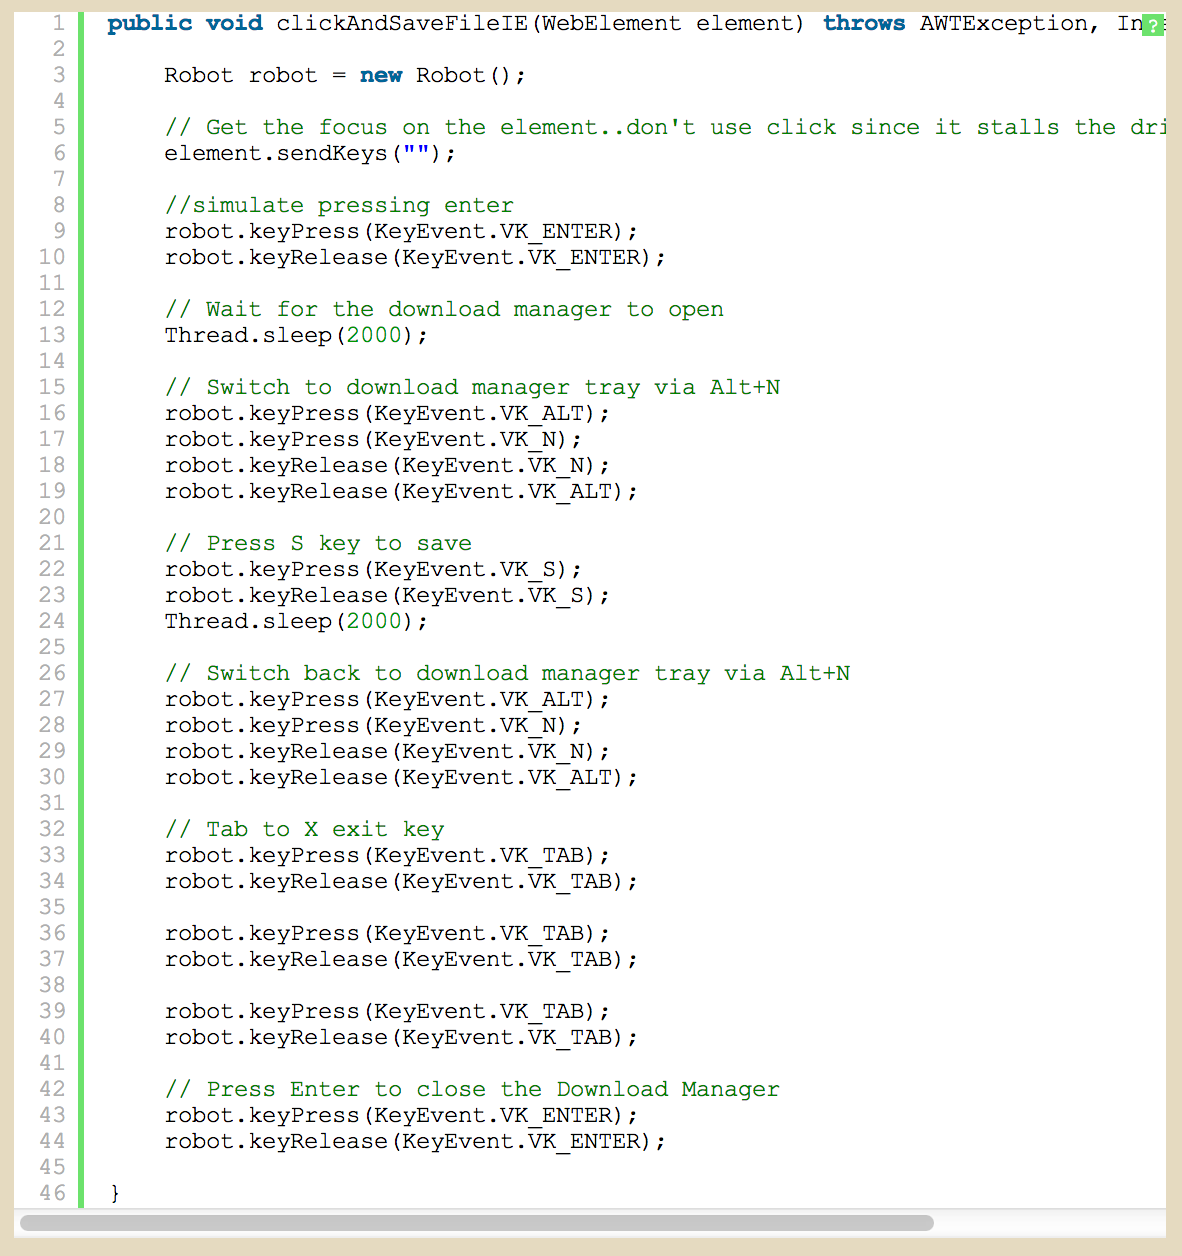 1 public void clickAndSaveFileIE(WebElement element) throws AWTException,
2
3 Robot robot = new Robot();
4
5 // Get the focus on the element..don't use click since it stalls the
6 element.sendKeys("");
7
8 //simulate pressing enter
9 robot.keyPress(KeyEvent.VK_ENTER);
10 robot.keyRelease(KeyEvent.VK_ENTER);
11
12 // Wait for the download manager to open
13 Thread.sleep(2000);
14
15 // Switch to download manager tray via Alt+N
16 robot.keyPress(KeyEvent.VK_ALT);
17 robot.keyPress(KeyEvent.VK_N);
18 robot.keyRelease(KeyEvent.VK_N);
19 robot.keyRelease(KeyEvent.VK_ALT);
20
21 // Press S key to save
22 robot.keyPress(KeyEvent.VK_S);
23 robot.keyRelease(KeyEvent.VK_S);
24 Thread.sleep(2000);
25
26 // Switch back to download manager tray via Alt+N
27 robot.keyPress(KeyEvent.VK_ALT);
28 robot.keyPress(KeyEvent.VK_N);
29 robot.keyRelease(KeyEvent.VK_N);
30 robot.keyRelease(KeyEvent.VK_ALT);
31
32 // Tab to X exit key
33 robot.keyPress(KeyEvent.VK_TAB);
34 robot.keyRelease(KeyEvent.VK_TAB);
35
36 robot.keyPress(KeyEvent.VK_TAB);
37 robot.keyRelease(KeyEvent.VK_TAB);
38
39 robot.keyPress(KeyEvent.VK_TAB);
40 robot.keyRelease(KeyEvent.VK_TAB);
41
42 // Press Enter to close the Download Manager
43 robot.keyPress(KeyEvent.VK_ENTER);
44 robot.keyRelease(KeyEvent.VK_ENTER);
45
46 }